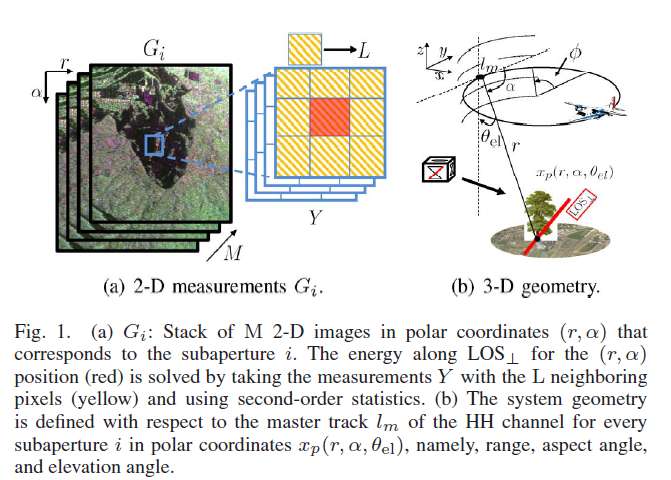 G_i
r
α
L
M
Y
z
y
x
l_m
ϕ
α
θ_el
r
x_p(r, α, θ_el)
LOS⊥
(a) 2-D measurements G_i.
(b) 3-D geometry.
Fig. 1. (a) G_i: Stack of M 2-D images in polar coordinates (r, α) that
corresponds to the subaperture i. The energy along LOS⊥ for the (r, α)
position (red) is solved by taking the measurements Y with the L neighboring
pixels (yellow) and using second-order statistics. (b) The system geometry
is defined with respect to the master track l_m of the HH channel for every
subaperture i in polar coordinates x_p(r, α, θ_el), namely, range, aspect angle,
and elevation angle.